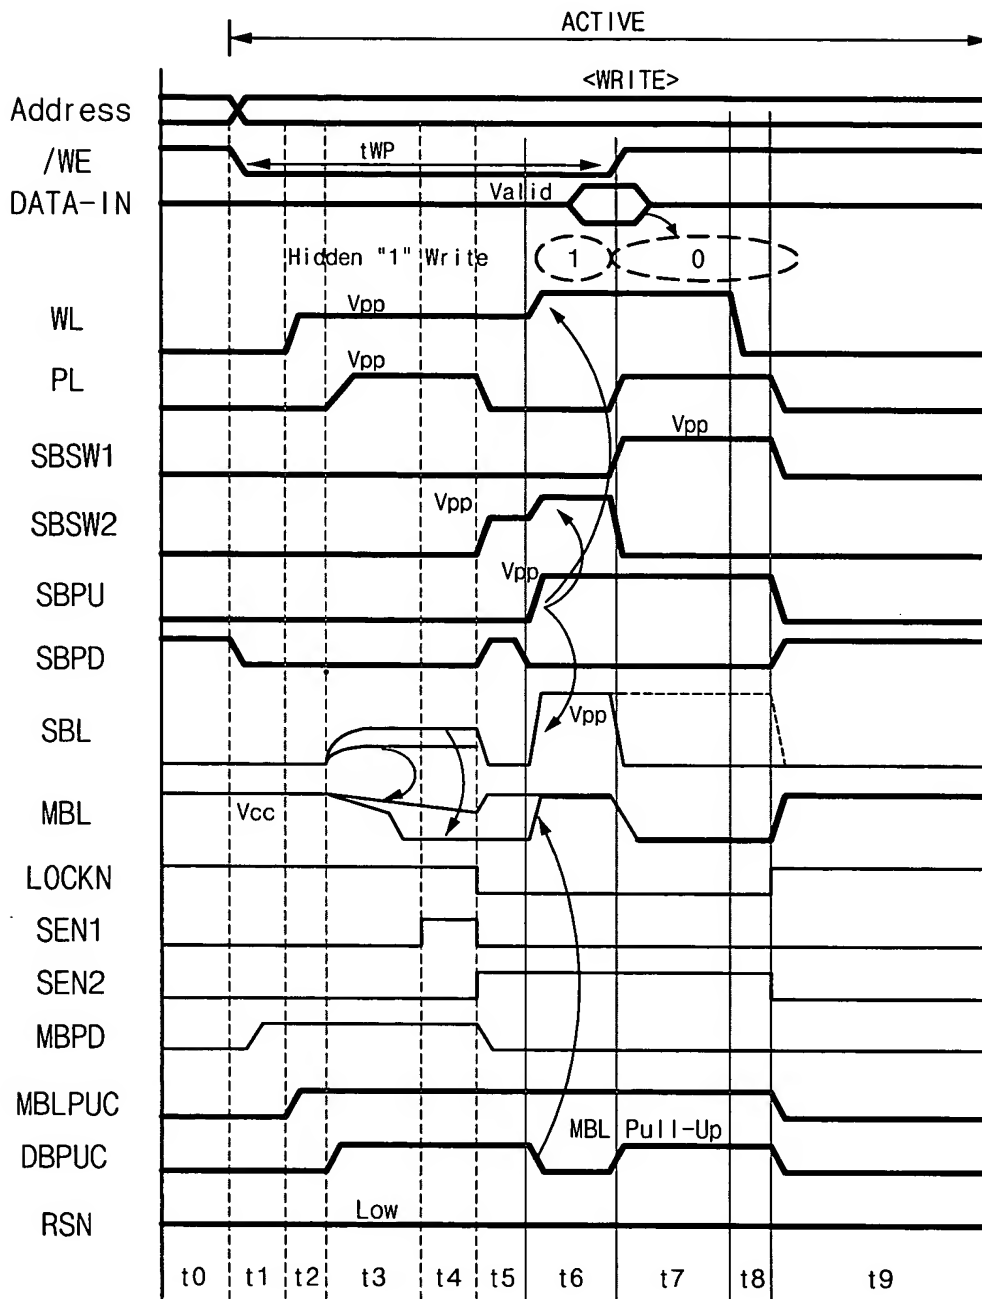 ACTIVE
<WRITE>
Address
/WE
tWP
DATA-IN
Valid
Hidden "1" Write
1
0
WL
Vpp
PL
Vpp
SBSW1
Vpp
SBSW2
Vpp
SBPU
Vpp
SBPD
SBL
Vpp
MBL
Vcc
LOCKN
SEN1
SEN2
MBPD
MBLPUC
MBL Pull-Up
DBPUC
RSN
Low
t0 t1 t2 t3 t4 t5 t6 t7 t8 t9